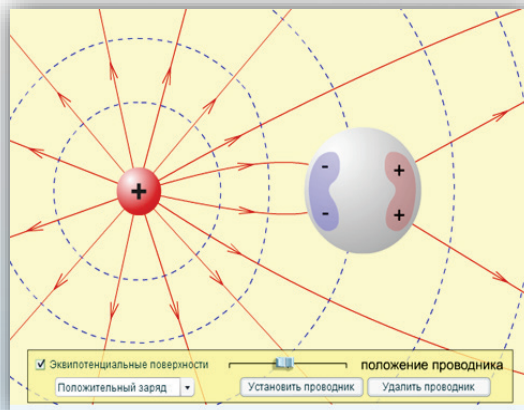 +
- +
- +
Эквипотенциальные поверхности положение проводника
Положительный заряд Установить проводник Удалить проводник